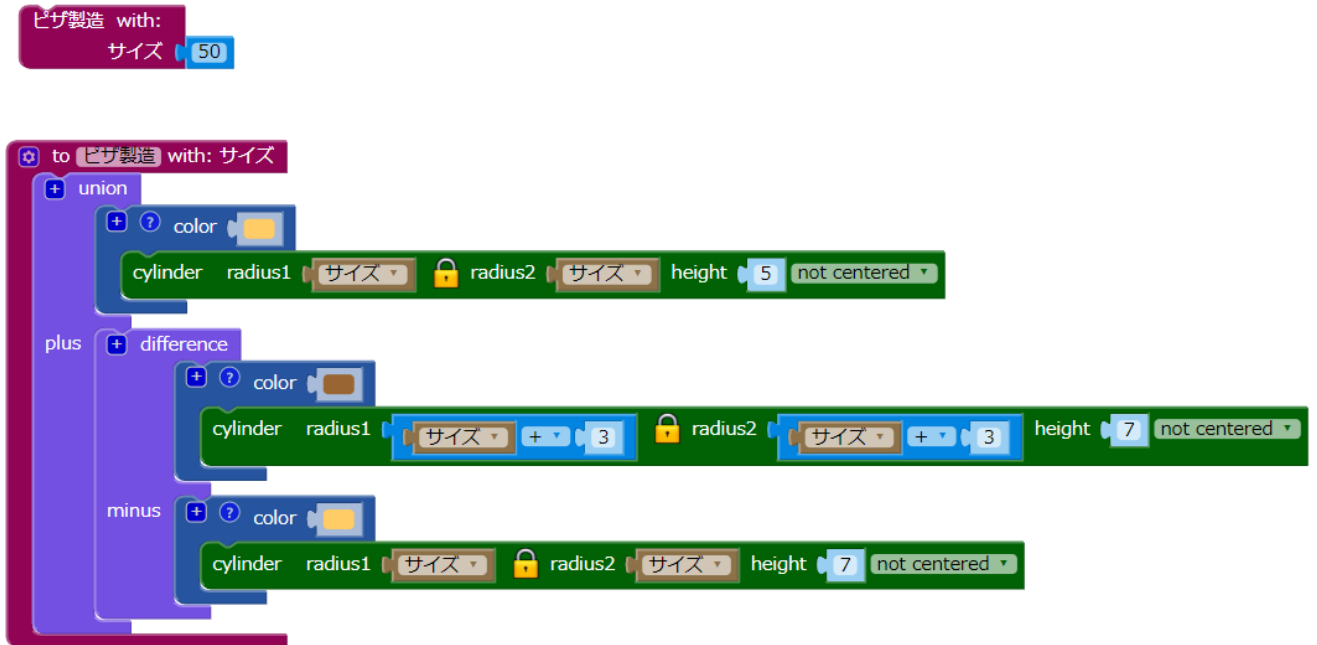 ピザ製造 with:
サイズ 50
to ピザ製造 with: サイズ
+ union
+ ? color
cylinder radius1 サイズ radius2 サイズ height 5 not centered
plus + difference
+ ? color
cylinder radius1 サイズ + 3 radius2 サイズ + 3 height 7 not centered
minus + ? color
cylinder radius1 サイズ radius2 サイズ height 7 not centered